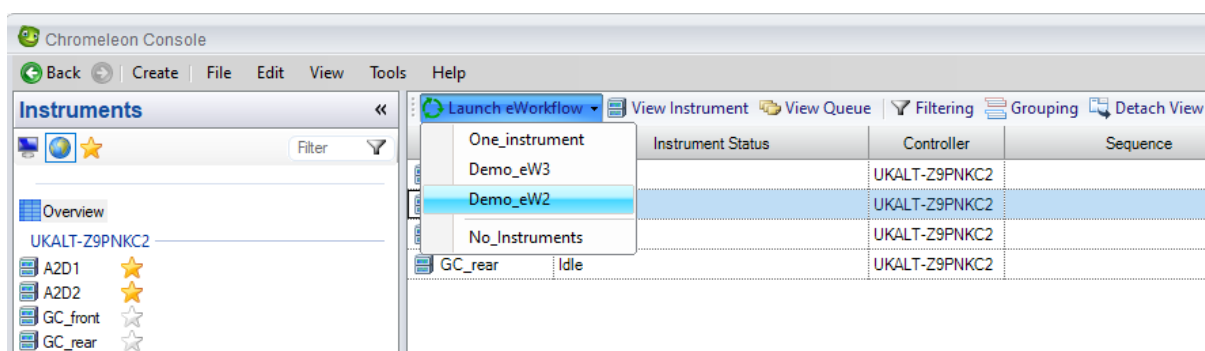 Chromeleon Console
Back Create File Edit View Tools Help
Instruments «
Launch eWorkflow View Instrument View Queue Filtering Grouping Detach View
Filter
One_instrument
Demo_eW3
Demo_eW2
No_Instruments
Instrument Status Controller Sequence
UKALT-Z9PNKC2
UKALT-Z9PNKC2
UKALT-Z9PNKC2
GC_rear Idle UKALT-Z9PNKC2
Overview
UKALT-Z9PNKC2
A2D1
A2D2
GC_front
GC_rear